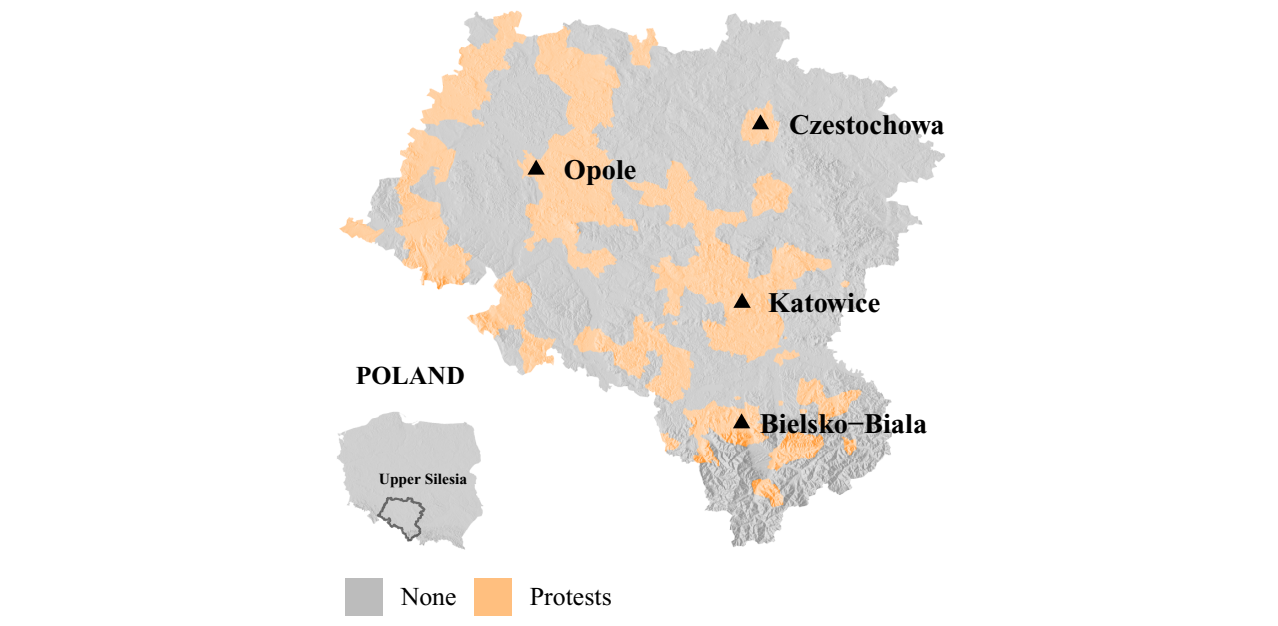 Czestochowa
Opole
Katowice
POLAND
Bielsko−Biala
Upper Silesia
None Protests